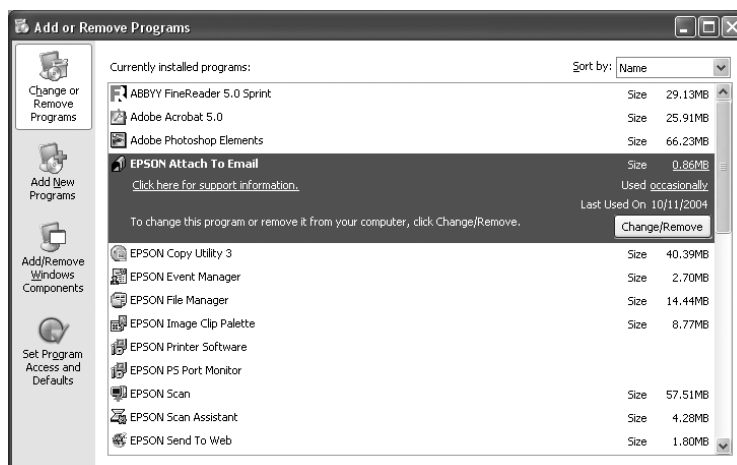 Add or Remove Programs
Change or
Remove
Programs
Add New
Programs
Add/Remove
Windows
Components
Set Program
Access and
Defaults
Currently installed programs:
Sort by: Name
ABBYY FineReader 5.0 Sprint Size 29.13MB
Adobe Acrobat 5.0 Size 25.91MB
Adobe Photoshop Elements Size 66.23MB
EPSON Attach To Email Size 0.86MB
Click here for support information. Used occasionally
Last Used On 10/11/2004
To change this program or remove it from your computer, click Change/Remove. Change/Remove
EPSON Copy Utility 3 Size 40.39MB
EPSON Event Manager Size 2.70MB
EPSON File Manager Size 14.44MB
EPSON Image Clip Palette Size 8.77MB
EPSON Printer Software
EPSON PS Port Monitor
EPSON Scan Size 57.51MB
EPSON Scan Assistant Size 4.28MB
EPSON Send To Web Size 1.80MB